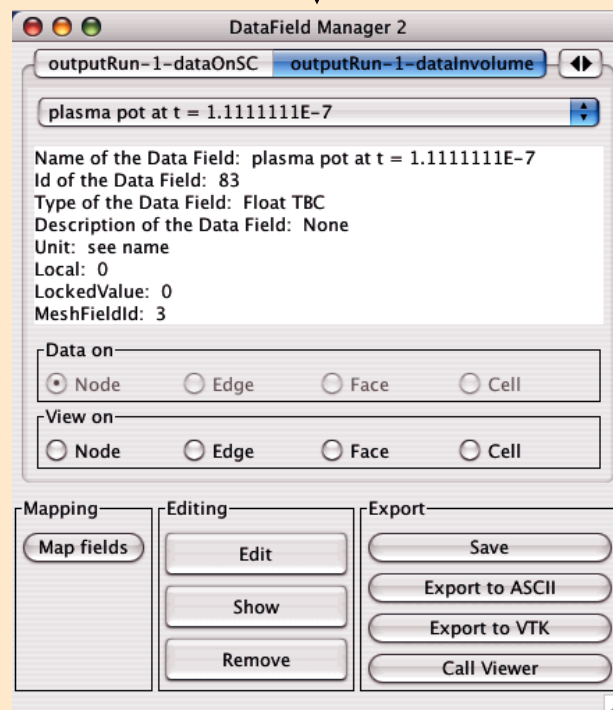 DataField Manager 2
outputRun-1-dataOnSC outputRun-1-dataInvolume
plasma pot at t = 1.1111111E-7
Name of the Data Field: plasma pot at t = 1.1111111E-7
Id of the Data Field: 83
Type of the Data Field: Float TBC
Description of the Data Field: None
Unit: see name
Local: 0
LockedValue: 0
MeshFieldId: 3
Data on
Node Edge Face Cell
View on
Node Edge Face Cell
Mapping Editing Export
Map fields Edit Save
Show Export to ASCII
Export to VTK
Remove Call Viewer